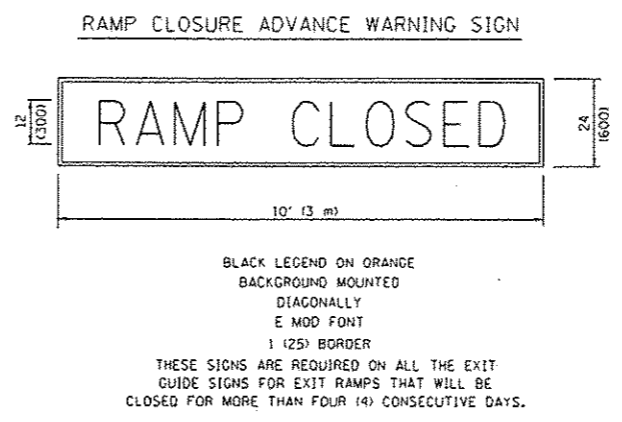 RAMP CLOSURE ADVANCE WARNING SIGN
12
(300)
RAMP CLOSED
24
(600)
10' (3 m)
BLACK LEGEND ON ORANGE
BACKGROUND MOUNTED
DIAGONALLY
E MOD FONT
1 (25) BORDER
THESE SIGNS ARE REQUIRED ON ALL THE EXIT
GUIDE SIGNS FOR EXIT RAMPS THAT WILL BE
CLOSED FOR MORE THAN FOUR (4) CONSECUTIVE DAYS.